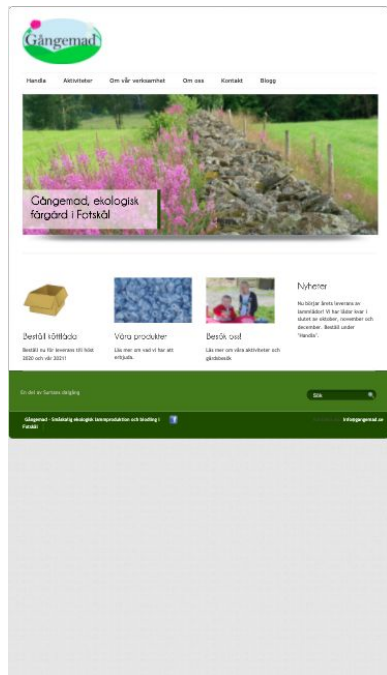 Gångemad
Handla Aktiviteter Om vår verksamhet Om oss Kontakt Blogg
Gångemad, ekologisk
fårgård i Fotskäl
Beställ köttlåda
Beställ nu för leverans till höst
2020 och vår 2021!
Våra produkter
Läs mer om vad vi har att
erbjuda.
Besök oss!
Läs mer om våra aktiviteter och
gårdsbesök
Nyheter
Nu börjar årets leverans av
lammlådor! Vi har lådor kvar i
slutet av oktober, november och
december. Beställ under
"Handla".
En del av Surtans dalgång
Sök
Gångemad - Småskalig ekologisk lammproduktion och biodling i
Fotskäl
info@gangemad.se